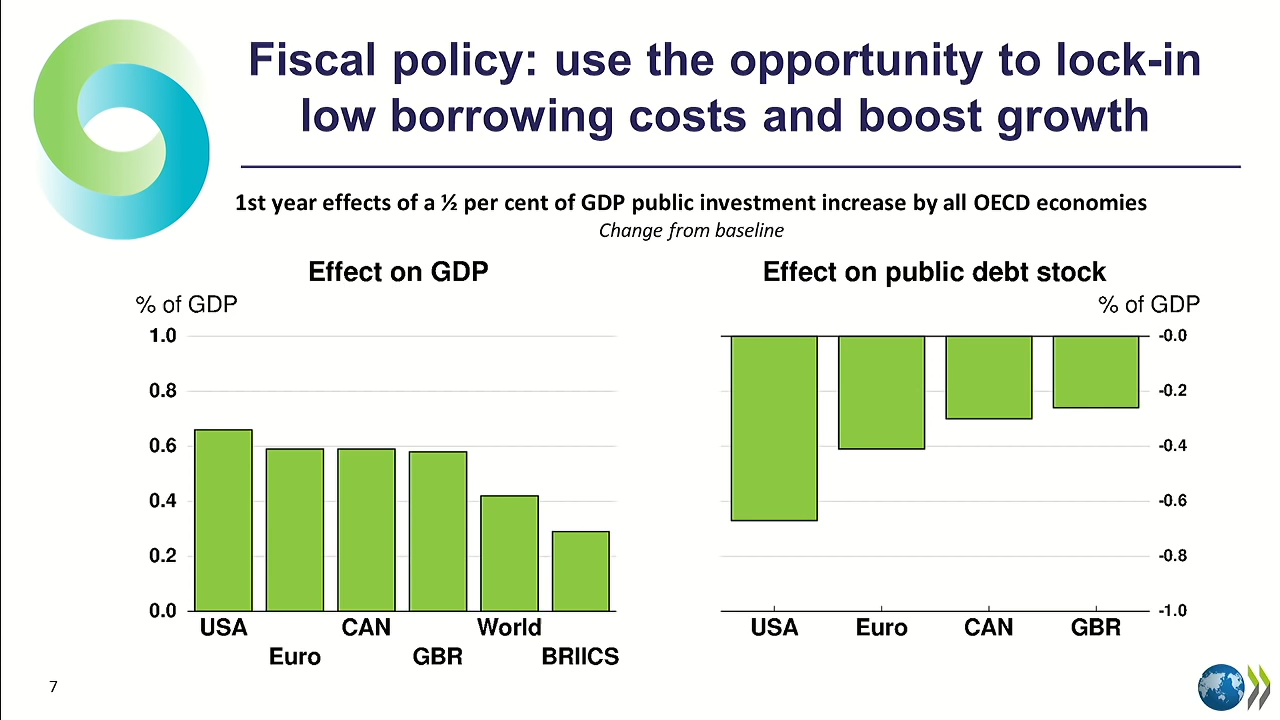 Fiscal policy: use the opportunity to lock-in
low borrowing costs and boost growth
1st year effects of a ½ per cent of GDP public investment increase by all OECD economies
Change from baseline
Effect on GDP
% of GDP
1.0
0.8
0.6
0.4
0.2
0.0
USA
Euro
CAN
GBR
World
BRIICS
Effect on public debt stock
% of GDP
-0.0
-0.2
-0.4
-0.6
-0.8
-1.0
USA
Euro
CAN
GBR
7